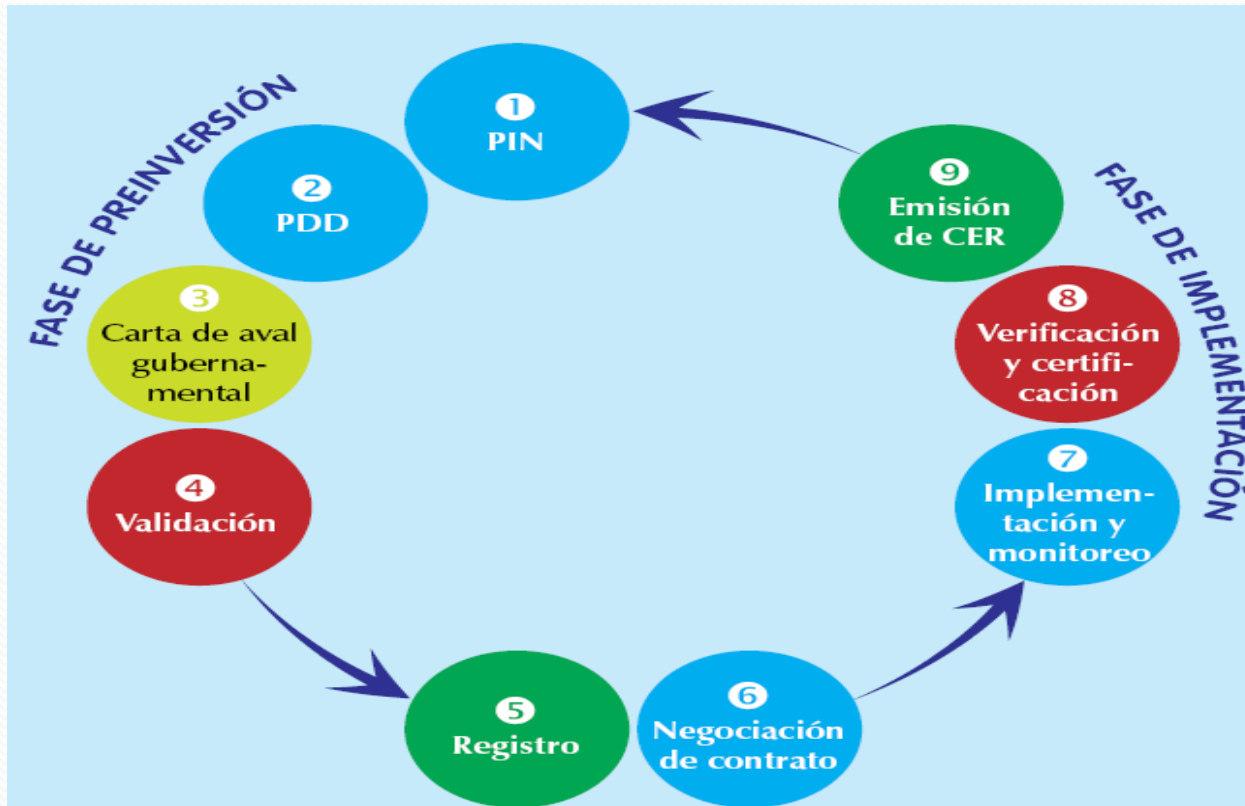 FASE DE PREINVERSIÓN
1
PIN
2
PDD
3
Carta de aval
guberna-
mental
4
Validación
5
Registro
6
Negociación
de contrato
FASE DE IMPLEMENTACIÓN
7
Implemen-
tación y
monitoreo
8
Verificación
y certifi-
cación
9
Emisión
de CER